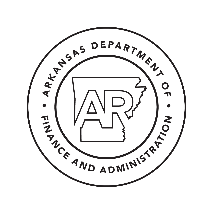 ARKANSAS DEPARTMENT OF
FINANCE AND ADMINISTRATION
AR